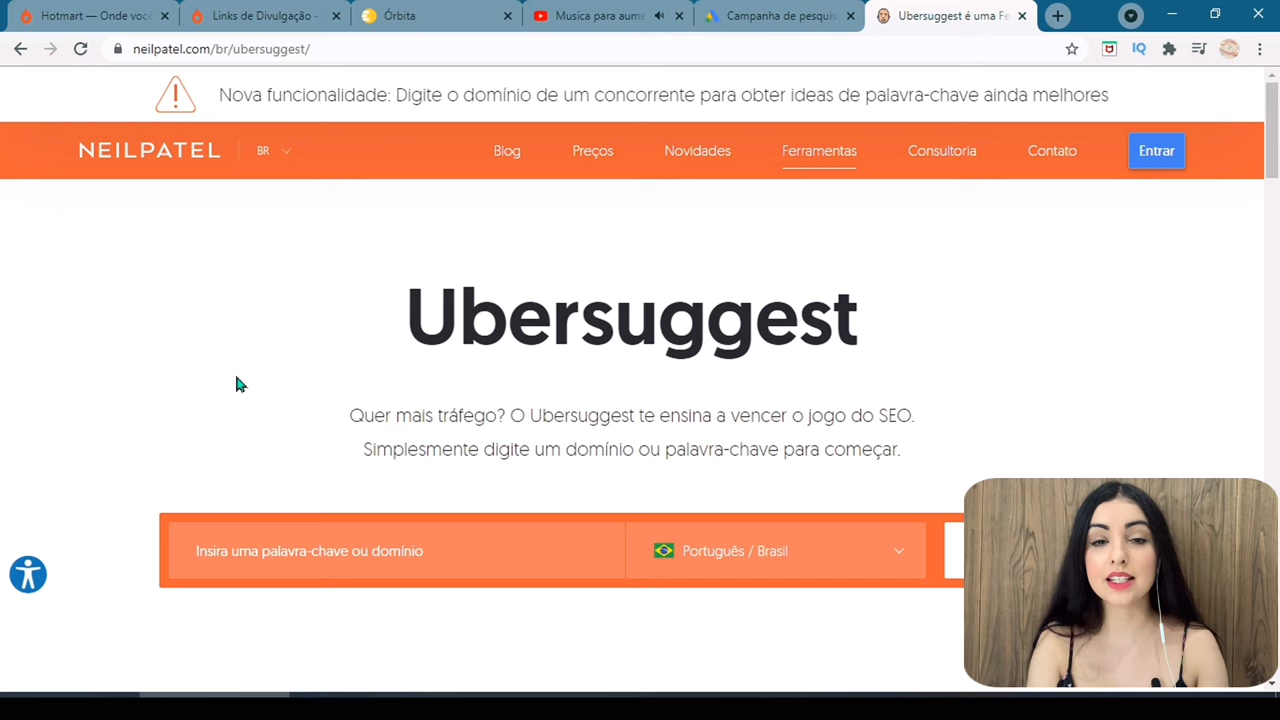 Hotmart — Onde você
Links de Divulgação -
Órbita
Musica para aume
Campanha de pesquis
Ubersuggest é uma Fe
neilpatel.com/br/ubersuggest/
IQ
Nova funcionalidade: Digite o domínio de um concorrente para obter ideas de palavra-chave ainda melhores
NEILPATEL
BR
Blog
Preços
Novidades
Ferramentas
Consultoria
Contato
Entrar
Ubersuggest
Quer mais tráfego? O Ubersuggest te ensina a vencer o jogo do SEO.
Simplesmente digite um domínio ou palavra-chave para começar.
Insira uma palavra-chave ou domínio
Português / Brasil